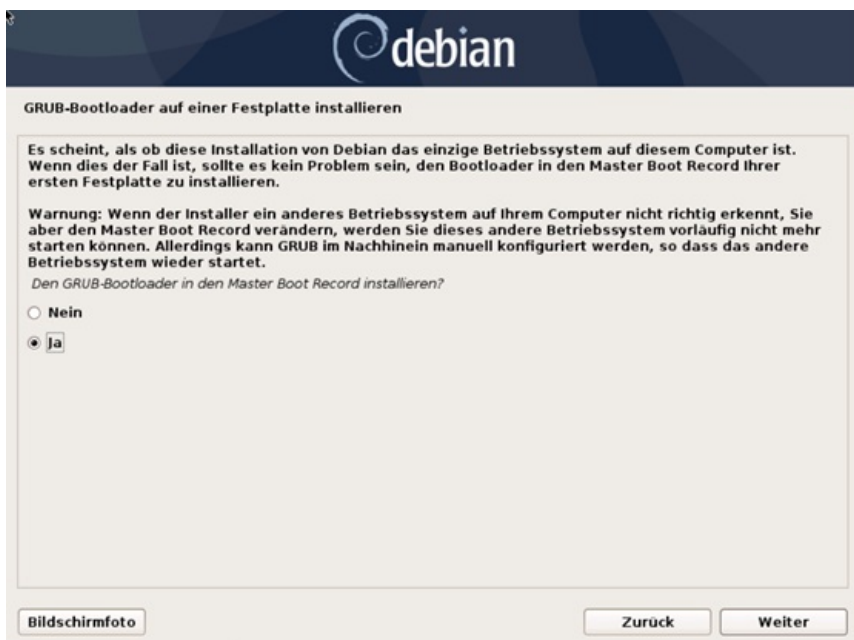 debian
GRUB-Bootloader auf einer Festplatte installieren
Es scheint, als ob diese Installation von Debian das einzige Betriebssystem auf diesem Computer ist.
Wenn dies der Fall ist, sollte es kein Problem sein, den Bootloader in den Master Boot Record Ihrer
ersten Festplatte zu installieren.
Warnung: Wenn der Installer ein anderes Betriebssystem auf Ihrem Computer nicht richtig erkennt, Sie
aber den Master Boot Record verändern, werden Sie dieses andere Betriebssystem vorläufig nicht mehr
starten können. Allerdings kann GRUB im Nachhinein manuell konfiguriert werden, so dass das andere
Betriebssystem wieder startet.
Den GRUB-Bootloader in den Master Boot Record installieren?
Nein
Ja
Bildschirmfoto
Zurück
Weiter